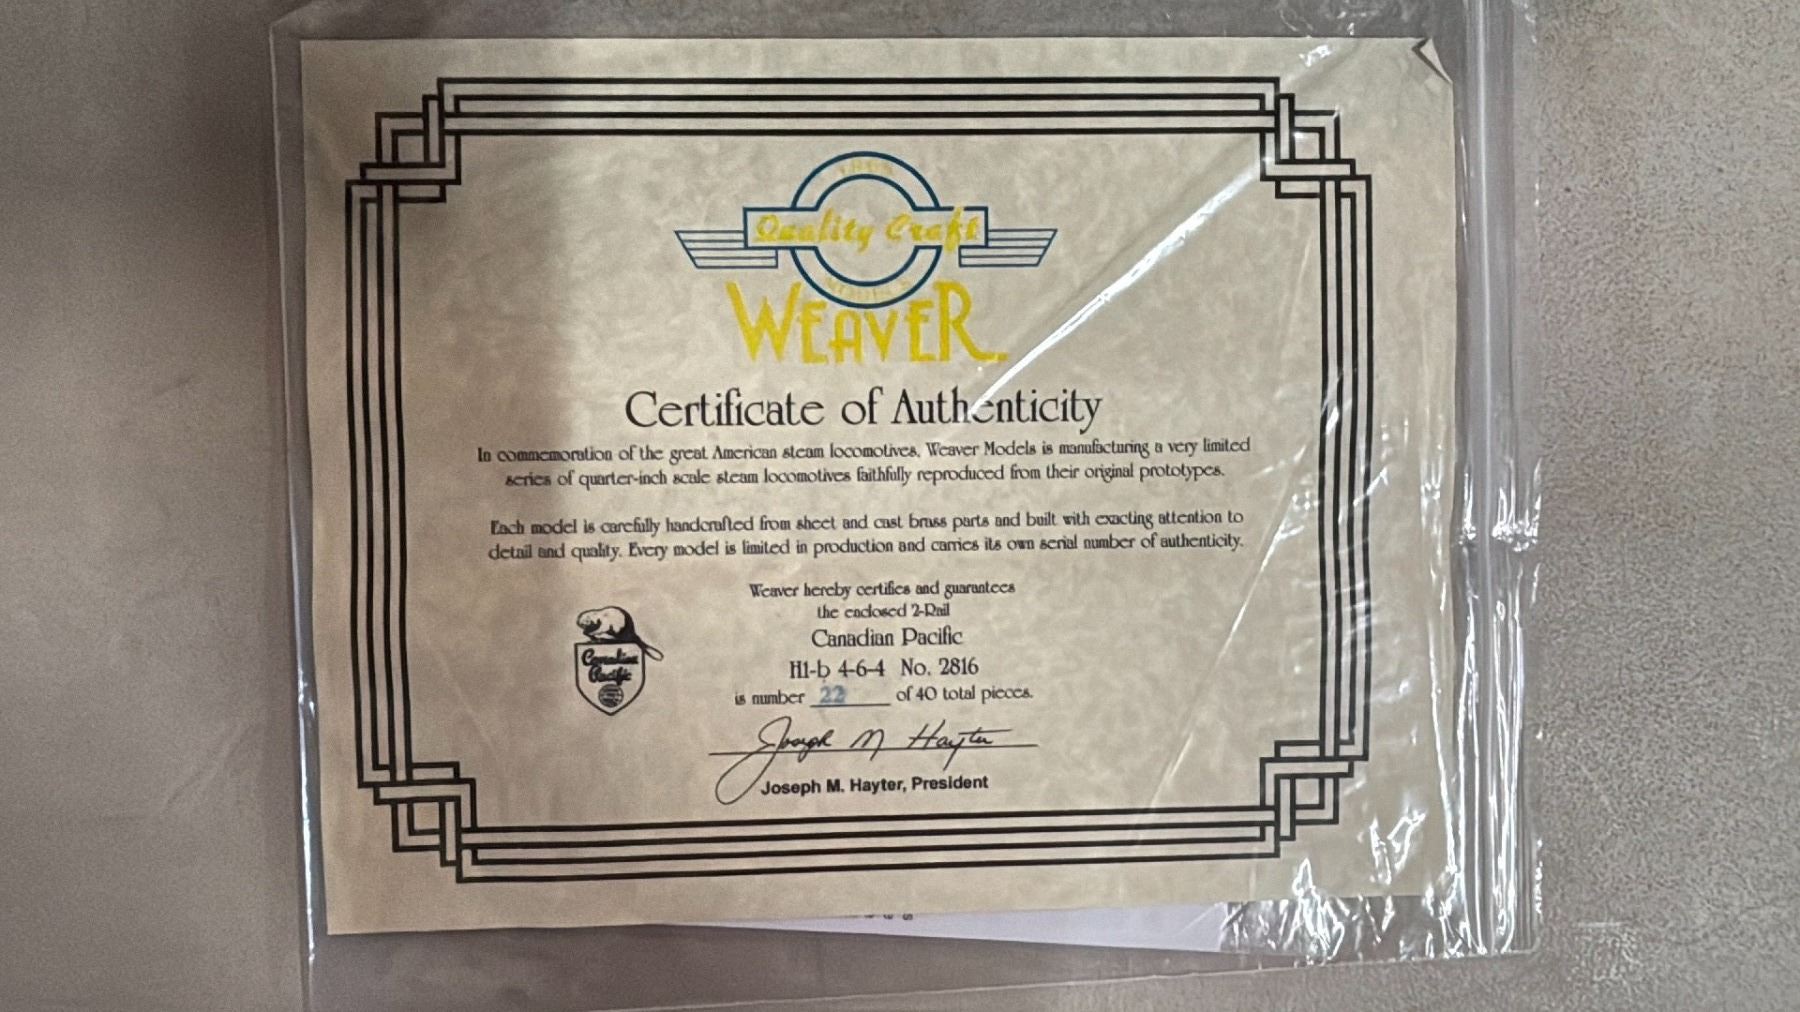 Quality Craft
WEAVER
Certificate of Authenticity
In commemoration of the great American steam locomotives, Weaver Models is manufacturing a very limited
series of quarter-inch scale steam locomotives faithfully reproduced from their original prototypes.
Each model is carefully handcrafted from sheet and cast brass parts and built with exacting attention to
detail and quality. Every model is limited in production and carries its own serial number of authenticity.
Weaver hereby certifies and guarantees
the enclosed 2-Rail
Canadian Pacific
H1-b 4-6-4 No. 2816
is number 22 of 40 total pieces.
Canadian
Pacific
Joseph M Hayter
Joseph M. Hayter, President